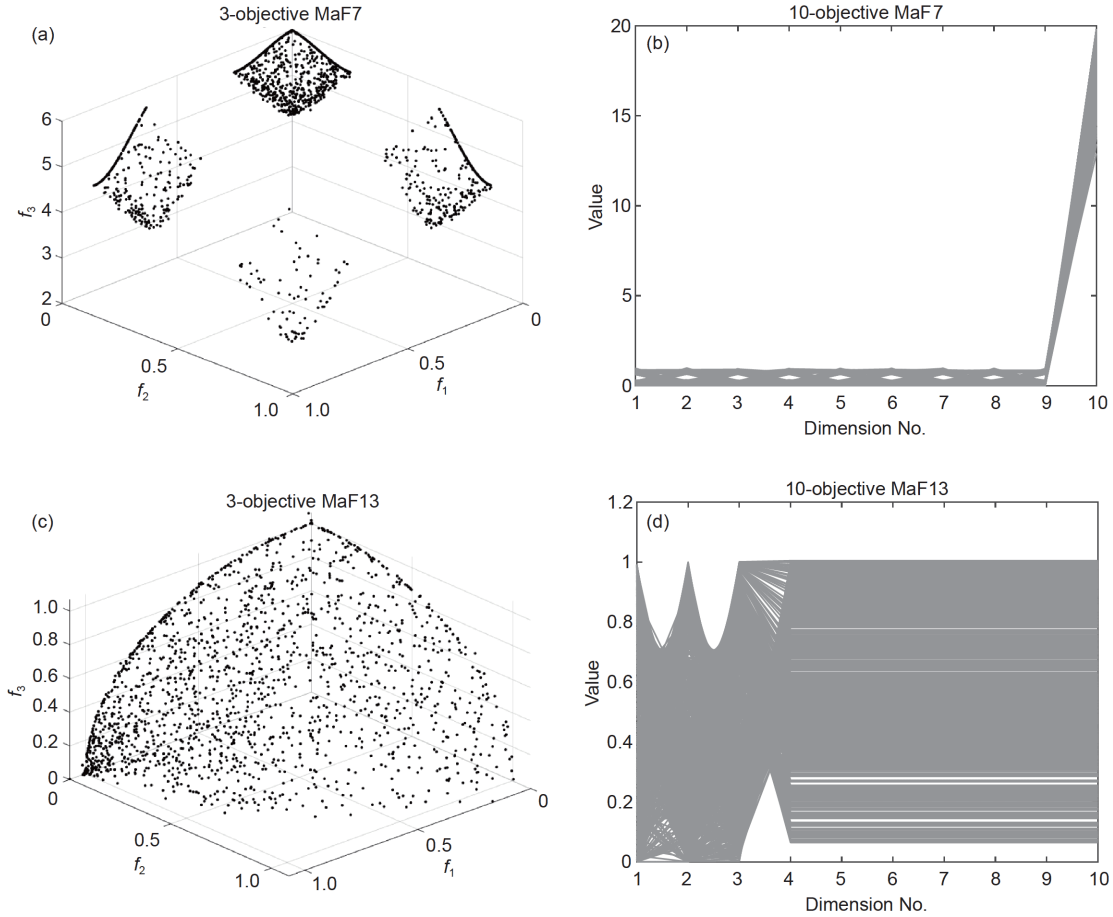 3-objective MaF7
(a)
6
5
4
3
2
f3
0
0.5
1.0
f2
1.0
0.5
0
f1
10-objective MaF7
(b)
20
15
10
5
0
Value
1 2 3 4 5 6 7 8 9 10
Dimension No.
3-objective MaF13
(c)
1.0
0.8
0.6
0.4
0.2
0
f3
0
0.5
1.0
f2
1.0
0.5
0
f1
10-objective MaF13
(d)
1.2
1
0.8
0.6
0.4
0.2
0
Value
1 2 3 4 5 6 7 8 9 10
Dimension No.